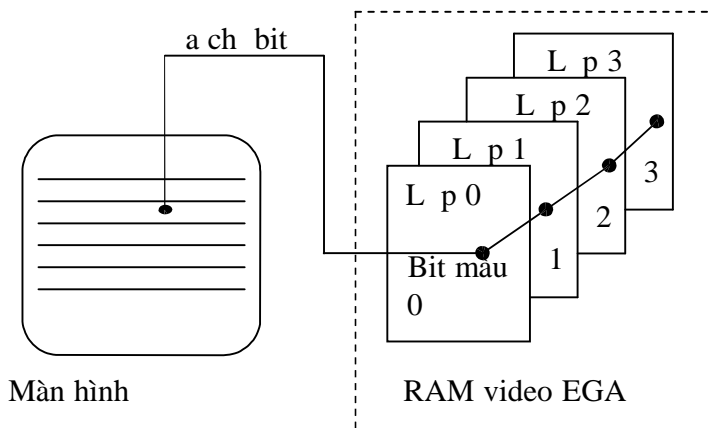 a ch bit
L p 3
L p 2
L p 1
L p 0
3
2
1
Bit màu
0
Màn hình
RAM video EGA